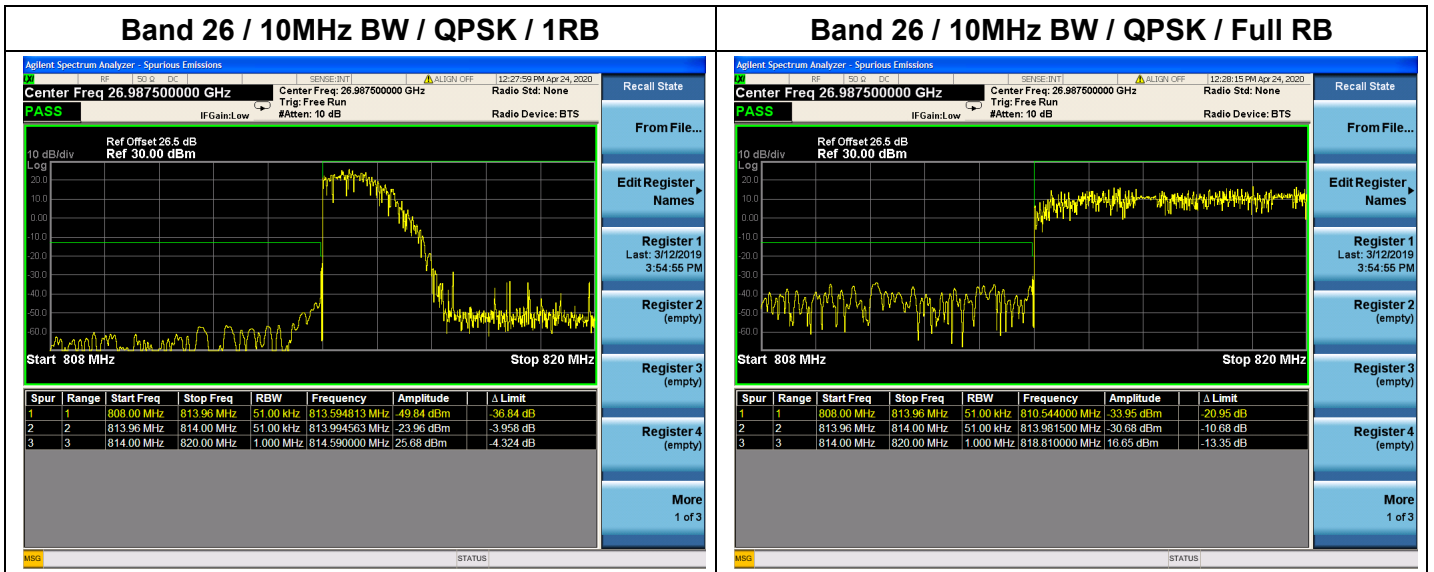 Band 26 / 10MHz BW / QPSK / 1RB
Agilent Spectrum Analyzer - Spurious Emissions
LXI RF 50 Ω DC SENSE:INT ALIGN OFF 12:27:59 PM Apr 24, 2020
Center Freq 26.987500000 GHz
Center Freq: 26.987500000 GHz
Radio Std: None
Trig: Free Run
PASS
IFGain:Low
#Atten: 10 dB
Radio Device: BTS
Ref Offset 26.5 dB
10 dB/div Ref 30.00 dBm
Log
20.0
10.0
0.00
-10.0
-20.0
-30.0
-40.0
-50.0
-60.0
Start 808 MHz Stop 820 MHz
Spur Range Start Freq Stop Freq RBW Frequency Amplitude Δ Limit
1 1 808.00 MHz 813.96 MHz 51.00 kHz 813.594813 MHz -49.84 dBm -36.84 dB
2 2 813.96 MHz 814.00 MHz 51.00 kHz 813.994563 MHz -23.96 dBm -3.958 dB
3 3 814.00 MHz 820.00 MHz 1.000 MHz 814.590000 MHz 25.68 dBm -4.324 dB
Recall State
From File...
Edit Register
Names
Register 1
Last: 3/12/2019
3:54:55 PM
Register 2
(empty)
Register 3
(empty)
Register 4
(empty)
More
1 of 3
MSG STATUS
Band 26 / 10MHz BW / QPSK / Full RB
Agilent Spectrum Analyzer - Spurious Emissions
LXI RF 50 Ω DC SENSE:INT ALIGN OFF 12:28:15 PM Apr 24, 2020
Center Freq 26.987500000 GHz
Center Freq: 26.987500000 GHz
Radio Std: None
Trig: Free Run
PASS
IFGain:Low
#Atten: 10 dB
Radio Device: BTS
Ref Offset 26.5 dB
10 dB/div Ref 30.00 dBm
Log
20.0
10.0
0.00
-10.0
-20.0
-30.0
-40.0
-50.0
-60.0
Start 808 MHz Stop 820 MHz
Spur Range Start Freq Stop Freq RBW Frequency Amplitude Δ Limit
1 1 808.00 MHz 813.96 MHz 51.00 kHz 810.544000 MHz -33.95 dBm -20.95 dB
2 2 813.96 MHz 814.00 MHz 51.00 kHz 813.981500 MHz -30.68 dBm -10.68 dB
3 3 814.00 MHz 820.00 MHz 1.000 MHz 818.810000 MHz 16.65 dBm -13.35 dB
Recall State
From File...
Edit Register
Names
Register 1
Last: 3/12/2019
3:54:55 PM
Register 2
(empty)
Register 3
(empty)
Register 4
(empty)
More
1 of 3
MSG STATUS